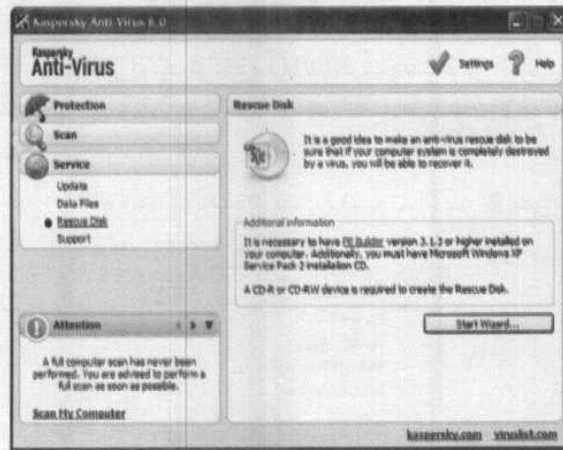 Kaspersky Anti-Virus 6.0
Kaspersky
Anti-Virus
Settings
Help
Protection
Scan
Service
Update
Data Files
Rescue Disk
Support
Attention
A full computer scan has never been
performed. You are advised to perform a
full scan as soon as possible.
Scan My Computer
Rescue Disk
It is a good idea to make an anti-virus rescue disk to be
sure that if your computer system is completely destroyed
by a virus, you will be able to recover it.
Additional information
It is necessary to have PE Builder version 3.1.3 or higher installed on
your computer. Additionally, you must have Microsoft Windows XP
Service Pack 2 installation CD.
A CD-R or CD-RW device is required to create the Rescue Disk.
Start Wizard...
kaspersky.com viruslist.com